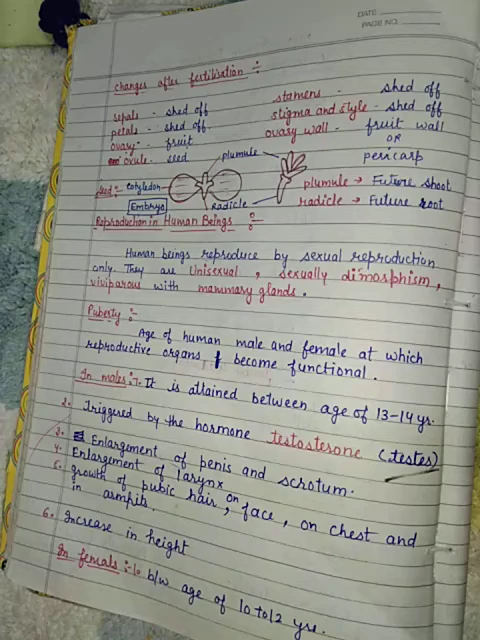 DATE
PAGE NO.
Changes after fertilisation :-
sepals - shed off
petals - shed off.
ovary - fruit
ovule - seed
stamens - shed off
stigma and style - shed off
ovary wall - fruit wall
OR
pericarp
plumule
Seed :- Cotyledon
Embryo
Radicle
plumule → Future shoot
radicle → Future root
Reproduction in Human Beings :-
Human beings reproduce by sexual reproduction
only. They are Unisexual, sexually dimorphism,
viviparous with mammary glands.
Puberty :-
Age of human male and female at which
reproductive organs become functional.
In males :- 1. It is attained between age of 13-14 yr.
2. Triggered by the hormone testosterone (testes)
3. Enlargement of penis and scrotum.
4. Enlargement of larynx
5. growth of pubic hair, on face, on chest and
in armpits.
6. Increase in height
In females :- 1. b/w age of 10 to 12 yrs.